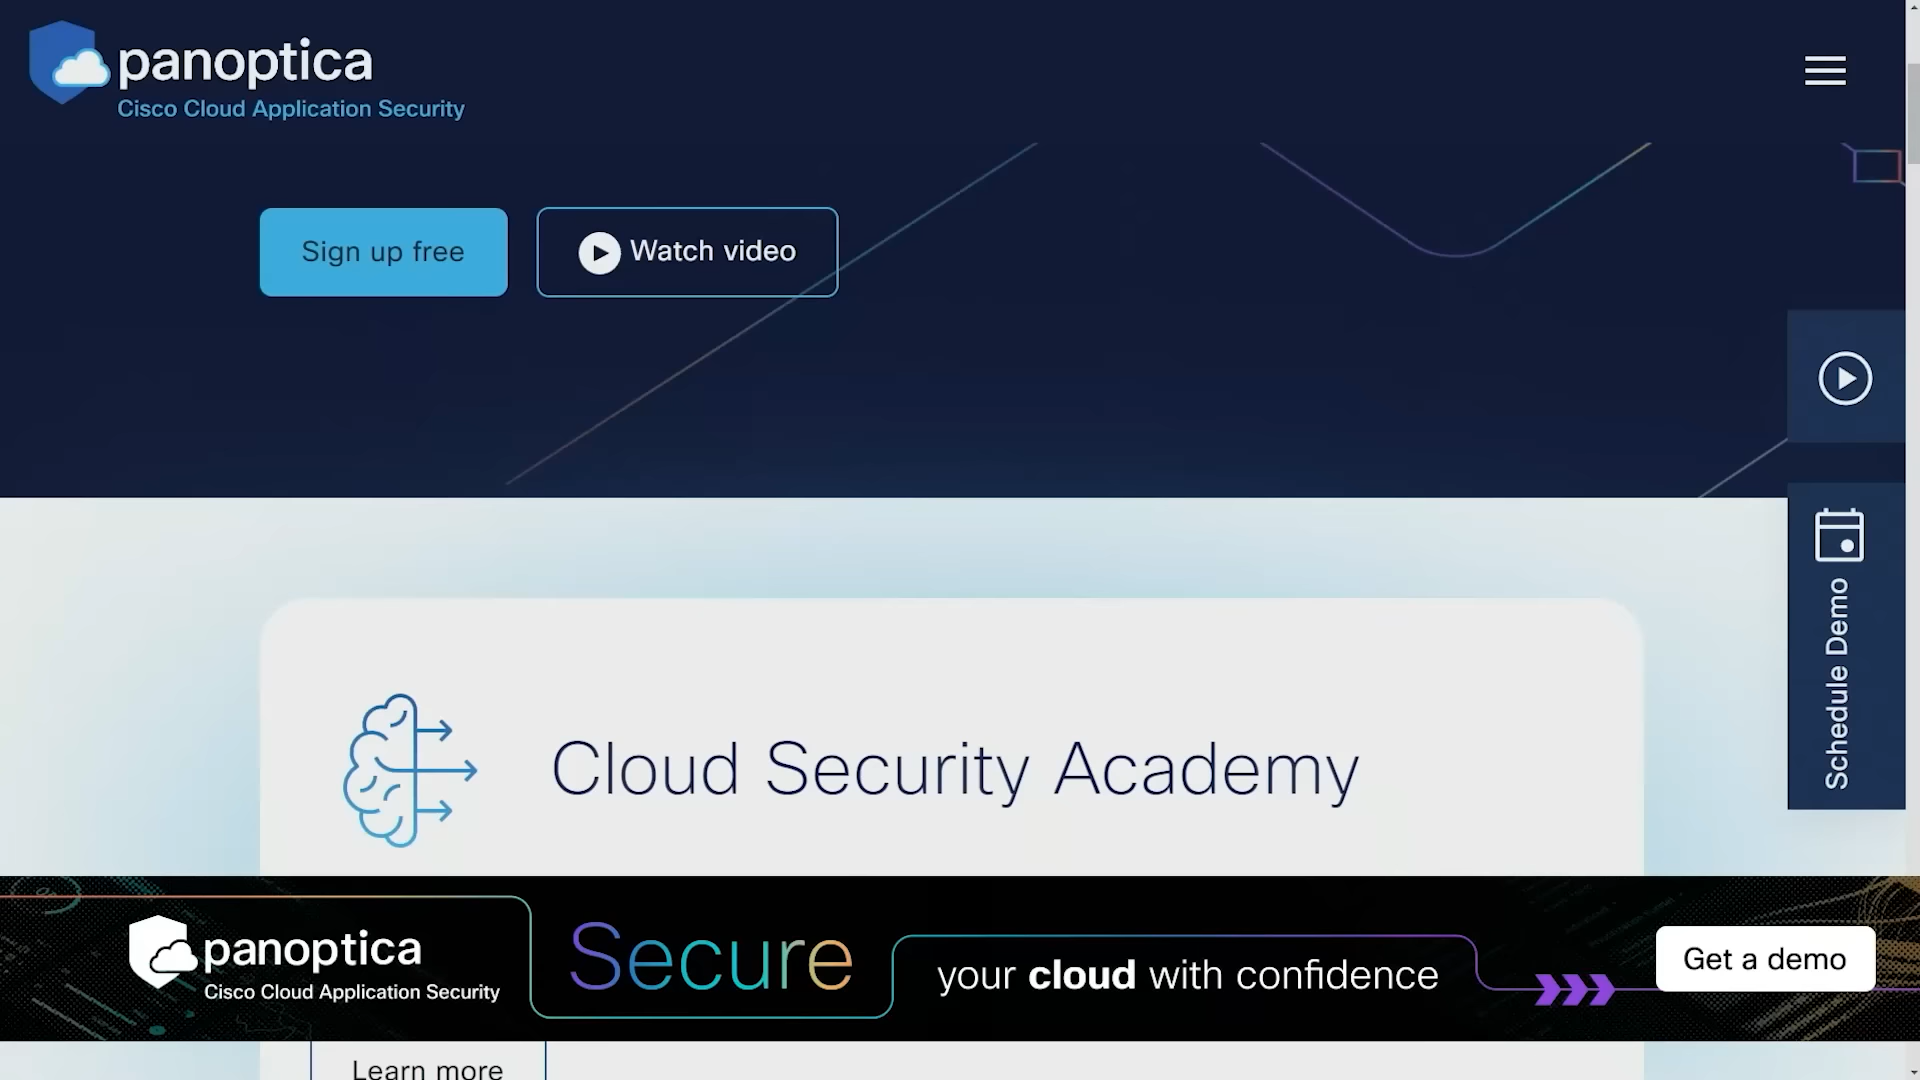 panoptica
Cisco Cloud Application Security
Sign up free
Watch video
Schedule Demo
Cloud Security Academy
panoptica
Cisco Cloud Application Security
Secure
your cloud with confidence
Get a demo
Learn more